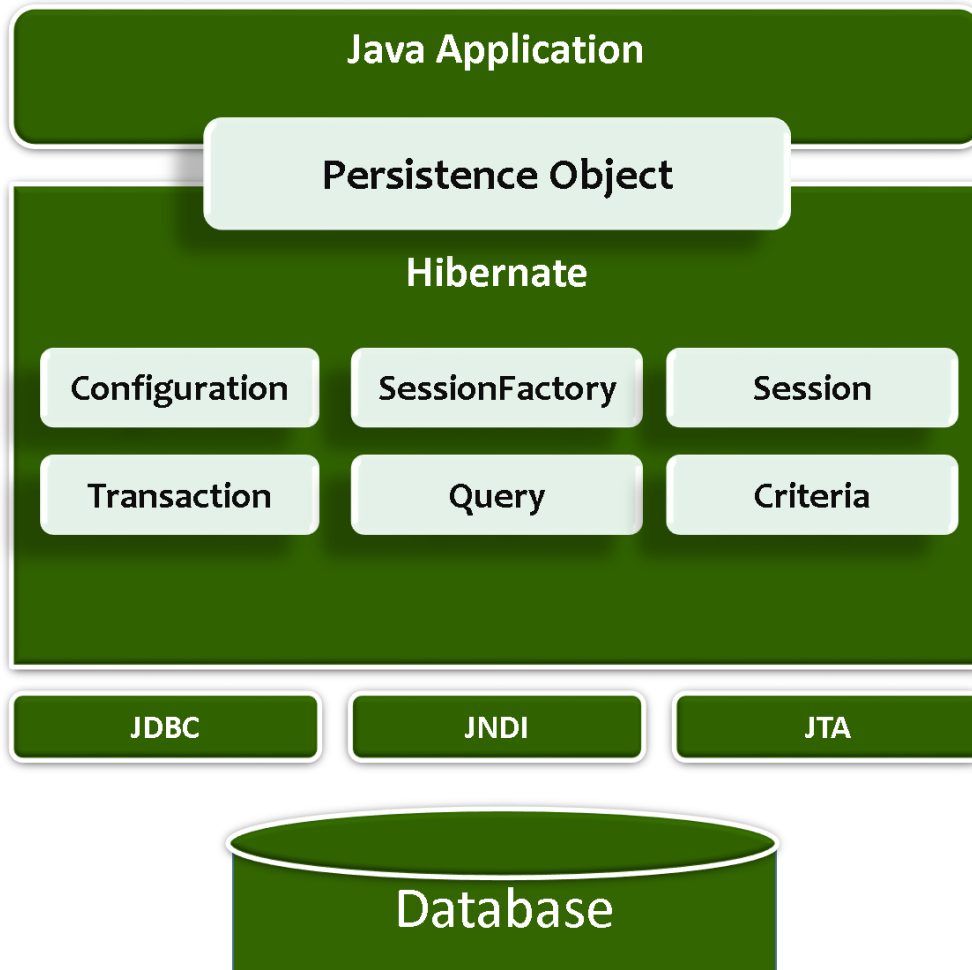 Java Application
Persistence Object
Hibernate
Configuration
SessionFactory
Session
Transaction
Query
Criteria
JDBC
JNDI
JTA
Database